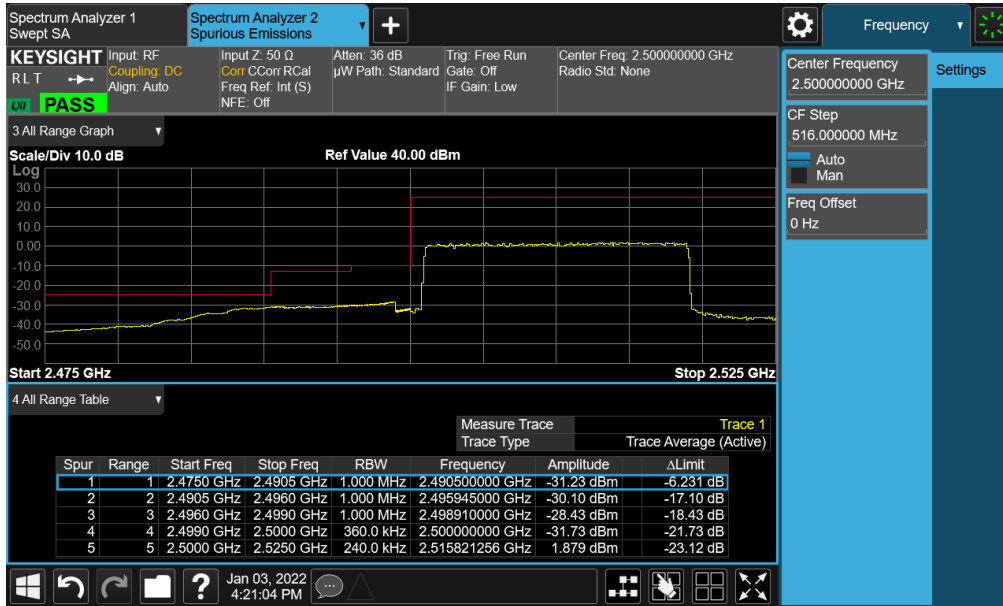 Spectrum Analyzer 1
Swept SA
Spectrum Analyzer 2
Spurious Emissions
Frequency
KEYSIGHT
R L T
LXI PASS
Input: RF
Coupling: DC
Align: Auto
Input Z: 50 Ω
Corr CCorr RCal
Freq Ref: Int (S)
NFE: Off
Atten: 36 dB
µW Path: Standard
Trig: Free Run
Gate: Off
IF Gain: Low
Center Freq: 2.500000000 GHz
Radio Std: None
Center Frequency
2.500000000 GHz
Settings
CF Step
516.000000 MHz
Auto
Man
Freq Offset
0 Hz
3 All Range Graph
Scale/Div 10.0 dB
Ref Value 40.00 dBm
Log
30.0
20.0
10.0
0.00
-10.0
-20.0
-30.0
-40.0
-50.0
Start 2.475 GHz
Stop 2.525 GHz
4 All Range Table
Measure Trace Trace 1
Trace Type Trace Average (Active)
Spur Range Start Freq Stop Freq RBW Frequency Amplitude ΔLimit
1 1 2.4750 GHz 2.4905 GHz 1.000 MHz 2.490500000 GHz -31.23 dBm -6.231 dB
2 2 2.4905 GHz 2.4960 GHz 1.000 MHz 2.495945000 GHz -30.10 dBm -17.10 dB
3 3 2.4960 GHz 2.4990 GHz 1.000 MHz 2.498910000 GHz -28.43 dBm -18.43 dB
4 4 2.4990 GHz 2.5000 GHz 360.0 kHz 2.500000000 GHz -31.73 dBm -21.73 dB
5 5 2.5000 GHz 2.5250 GHz 240.0 kHz 2.515821256 GHz 1.879 dBm -23.12 dB
?
Jan 03, 2022
4:21:04 PM